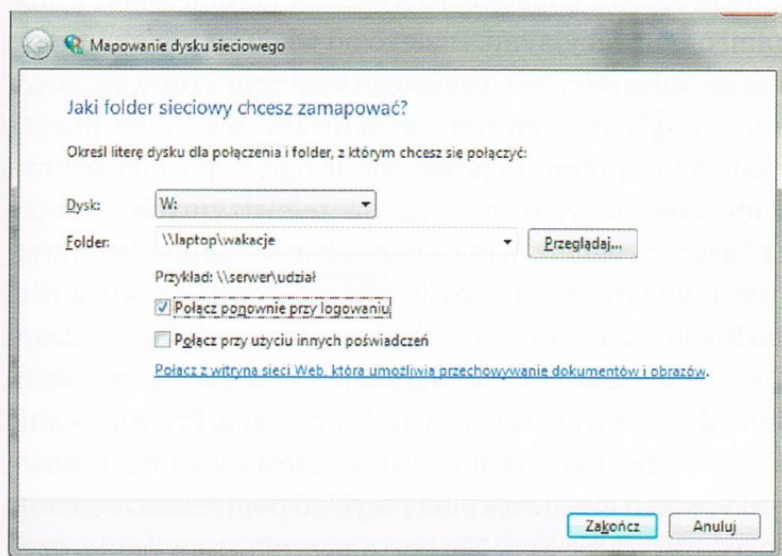 Mapowanie dysku sieciowego
Jaki folder sieciowy chcesz zamapować?
Określ literę dysku dla połączenia i folder, z którym chcesz się połączyć:
Dysk: W:
Folder: \\laptop\wakacje Przeglądaj...
Przykład: \\serwer\udział
Połącz ponownie przy logowaniu
Połącz przy użyciu innych poświadczeń
Połącz z witryną sieci Web, która umożliwia przechowywanie dokumentów i obrazów.
Zakończ Anuluj